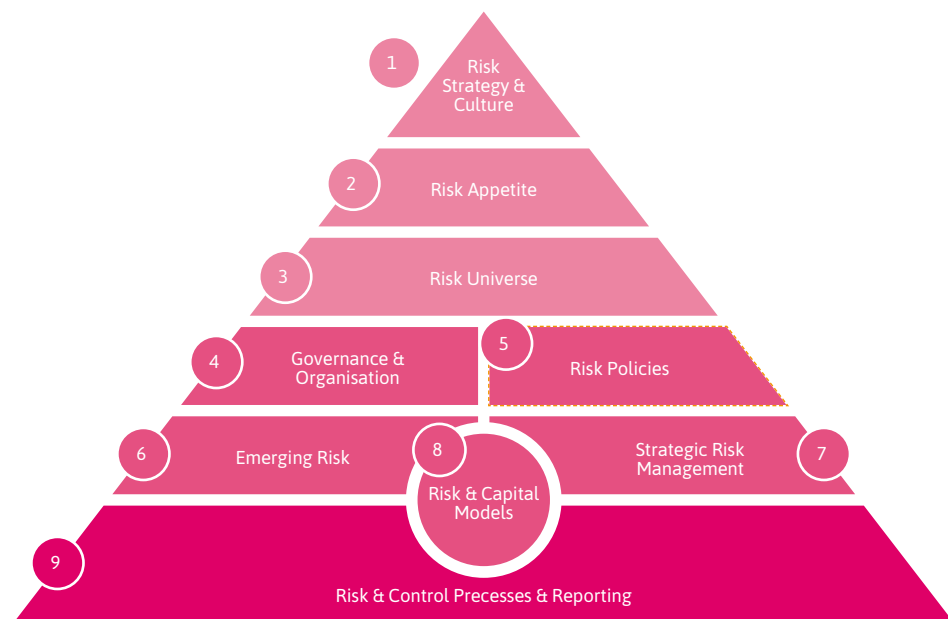 1
Risk
Strategy &
Culture
2
Risk Appetite
3
Risk Universe
4
Governance &
Organisation
5
Risk Policies
6
Emerging Risk
8
Risk & Capital
Models
Strategic Risk
Management
7
9
Risk & Control Precesses & Reporting